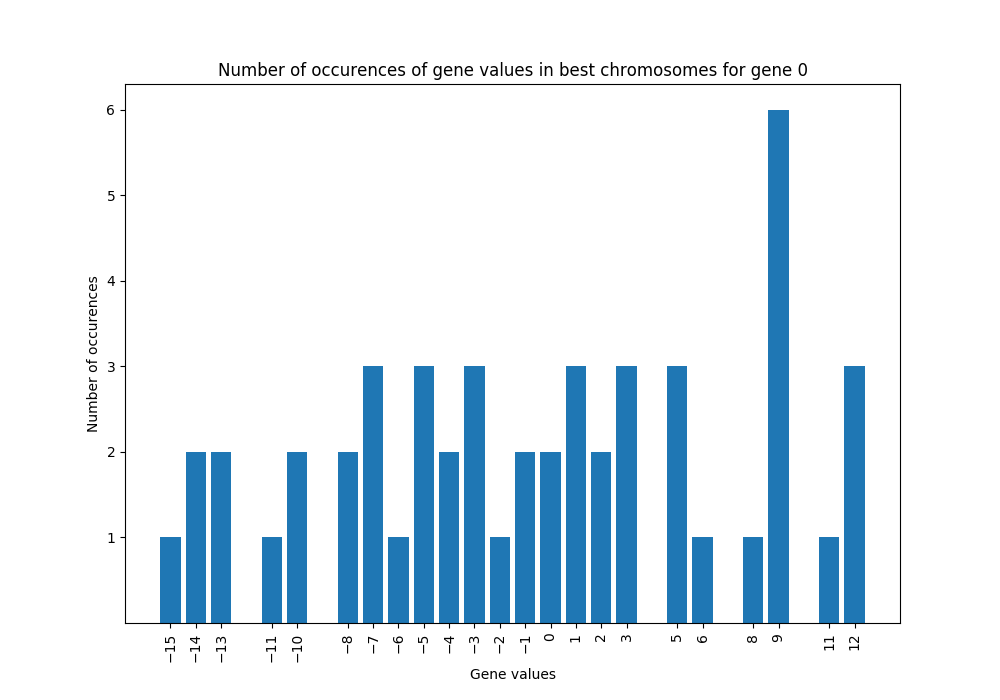 Number of occurences of gene values in best chromosomes for gene 0
6
5
4
3
2
1
Number of occurences
−15 −14 −13 −11 −10 −8 −7 −6 −5 −4 −3 −2 −1 0 1 2 3 5 6 8 9 11 12
Gene values